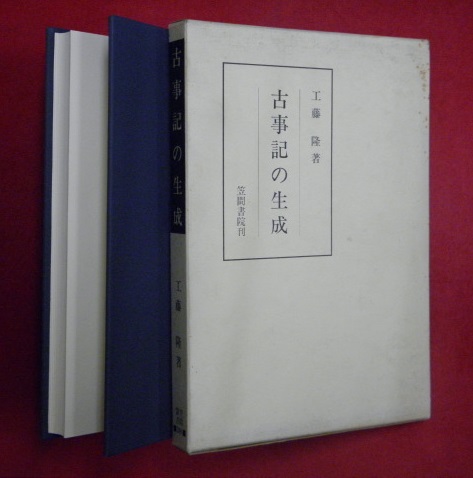 工藤 隆著
古事記の生成
笠間書院刊
古事記の生成
工藤 隆著